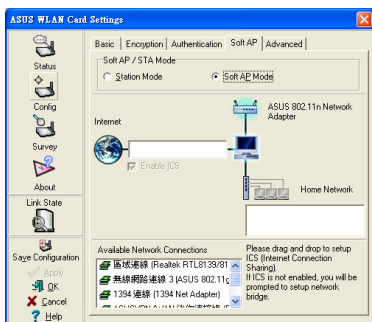 ASUS WLAN Card Settings
Status
Config
Survey
About
Link State
Save Configuration
Apply
OK
Cancel
Help
Basic
Encryption
Authentication
Soft AP
Advanced
Soft AP / STA Mode
Station Mode
Soft AP Mode
Internet
Enable ICS
ASUS 802.11n Network
Adapter
Home Network
Available Network Connections
區域連線 (Realtek RTL8139/81
無線網路連線 3 (ASUS 802.11g
1394 連線 (1394 Net Adapter)
Please drag and drop to setup
ICS (Internet Connection
Sharing).
If ICS is not enabled, you will be
prompted to setup network
bridge.